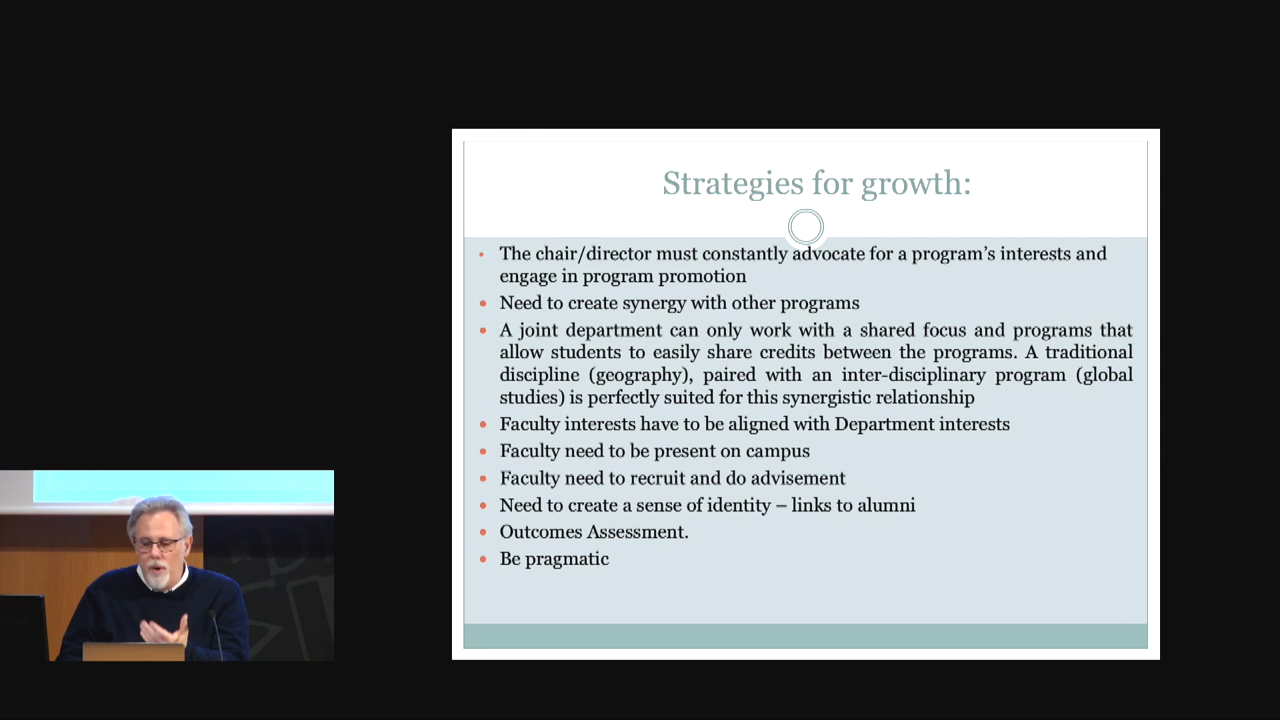 Strategies for growth:
• The chair/director must constantly advocate for a program’s interests and
engage in program promotion
• Need to create synergy with other programs
• A joint department can only work with a shared focus and programs that
allow students to easily share credits between the programs. A traditional
discipline (geography), paired with an inter-disciplinary program (global
studies) is perfectly suited for this synergistic relationship
• Faculty interests have to be aligned with Department interests
• Faculty need to be present on campus
• Faculty need to recruit and do advisement
• Need to create a sense of identity – links to alumni
• Outcomes Assessment.
• Be pragmatic